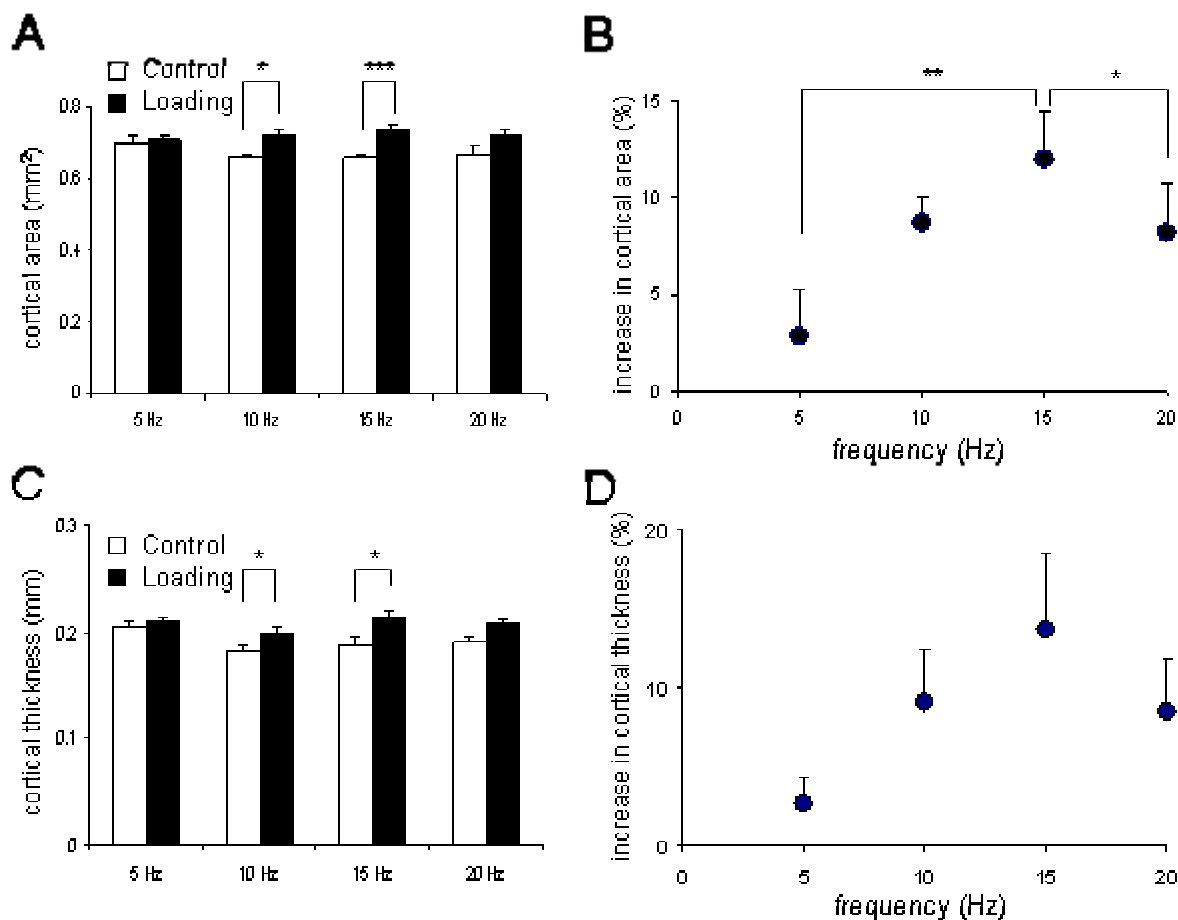 A
Control
Loading
*
***
cortical area (mm²)
0.8
0.6
0.4
0.2
0
5 Hz
10 Hz
15 Hz
20 Hz
B
**
*
increase in cortical area (%)
15
10
5
0
0
5
10
15
20
frequency (Hz)
C
Control
Loading
*
*
cortical thickness (mm)
0.3
0.2
0.1
0
5 Hz
10 Hz
15 Hz
20 Hz
D
increase in cortical thickness (%)
20
10
0
0
5
10
15
20
frequency (Hz)